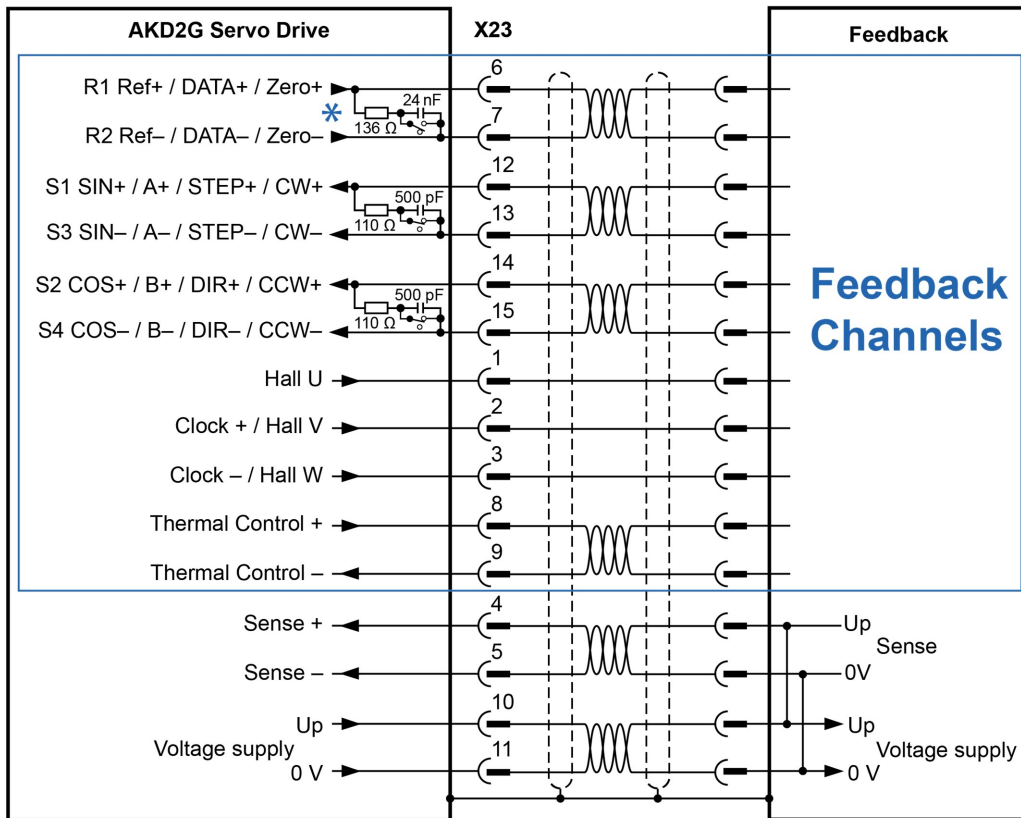 AKD2G Servo Drive
X23
Feedback
R1 Ref+ / DATA+ / Zero+
6
24 nF
*
136 Ω
R2 Ref– / DATA– / Zero–
7
S1 SIN+ / A+ / STEP+ / CW+
12
500 pF
110 Ω
S3 SIN– / A– / STEP– / CW–
13
S2 COS+ / B+ / DIR+ / CCW+
14
500 pF
110 Ω
S4 COS– / B– / DIR– / CCW–
15
Feedback
Channels
Hall U
1
Clock + / Hall V
2
Clock – / Hall W
3
Thermal Control +
8
Thermal Control –
9
Sense +
4
Up
Sense
Sense –
5
0V
Up
10
Up
Voltage supply
Voltage supply
0 V
11
0 V